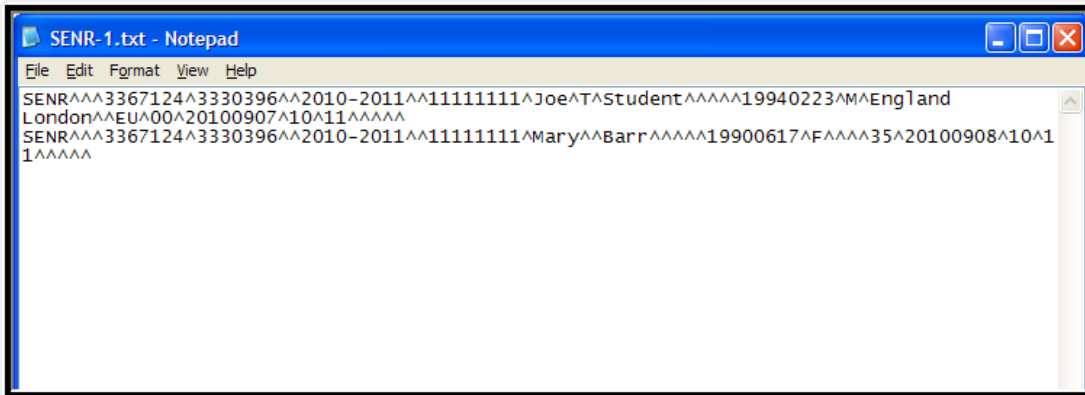 SENR-1.txt - Notepad
File Edit Format View Help
SENR^^^3367124^3330396^^2010-2011^^11111111^Joe^T^Student^^^^^19940223^M^England
London^^EU^00^20100907^10^11^^^^^
SENR^^^3367124^3330396^^2010-2011^^11111111^Mary^^Barr^^^^^19900617^F^^^^35^20100908^10^1
1^^^^^